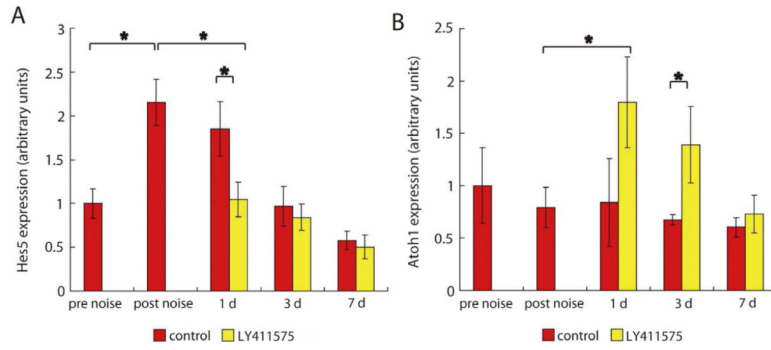 A
Hes5 expression (arbitrary units)
3
2.5
2
1.5
1
0.5
0
*
*
*
pre noise
post noise
1 d
3 d
7 d
control
LY411575
B
Atoh1 expression (arbitrary units)
2.5
2
1.5
1
0.5
0
*
*
pre noise
post noise
1 d
3 d
7 d
control
LY411575